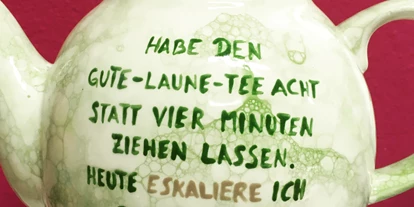 HABE DEN
GUTE-LAUNE-TEE ACHT
STATT VIER MINUTEN
ZIEHEN LASSEN.
HEUTE ESKALIERE ICH